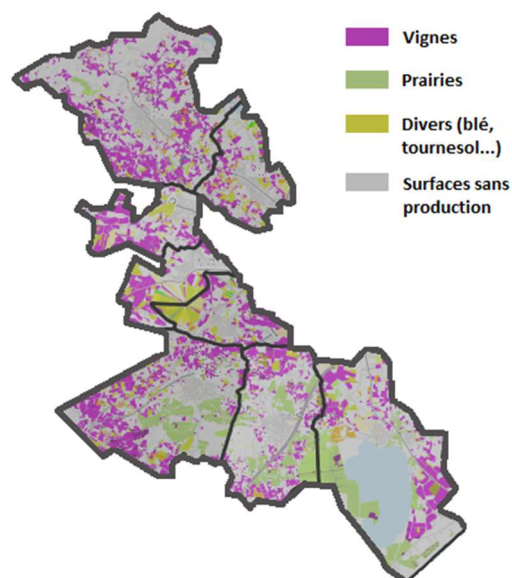 Vignes
Prairies
Divers (blé,
tournesol...)
Surfaces sans
production